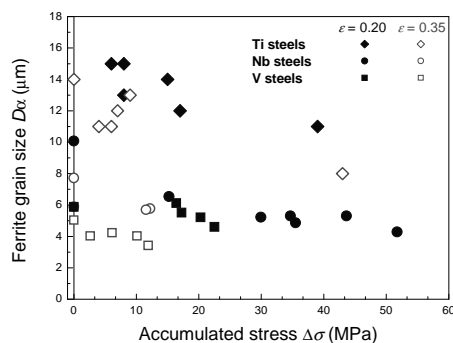 ε = 0.20 ε = 0.35
Ti steels
Nb steels
V steels
Ferrite grain size Dα (μm)
18
16
14
12
10
8
6
4
2
0
0 10 20 30 40 50 60
Accumulated stress Δσ (MPa)